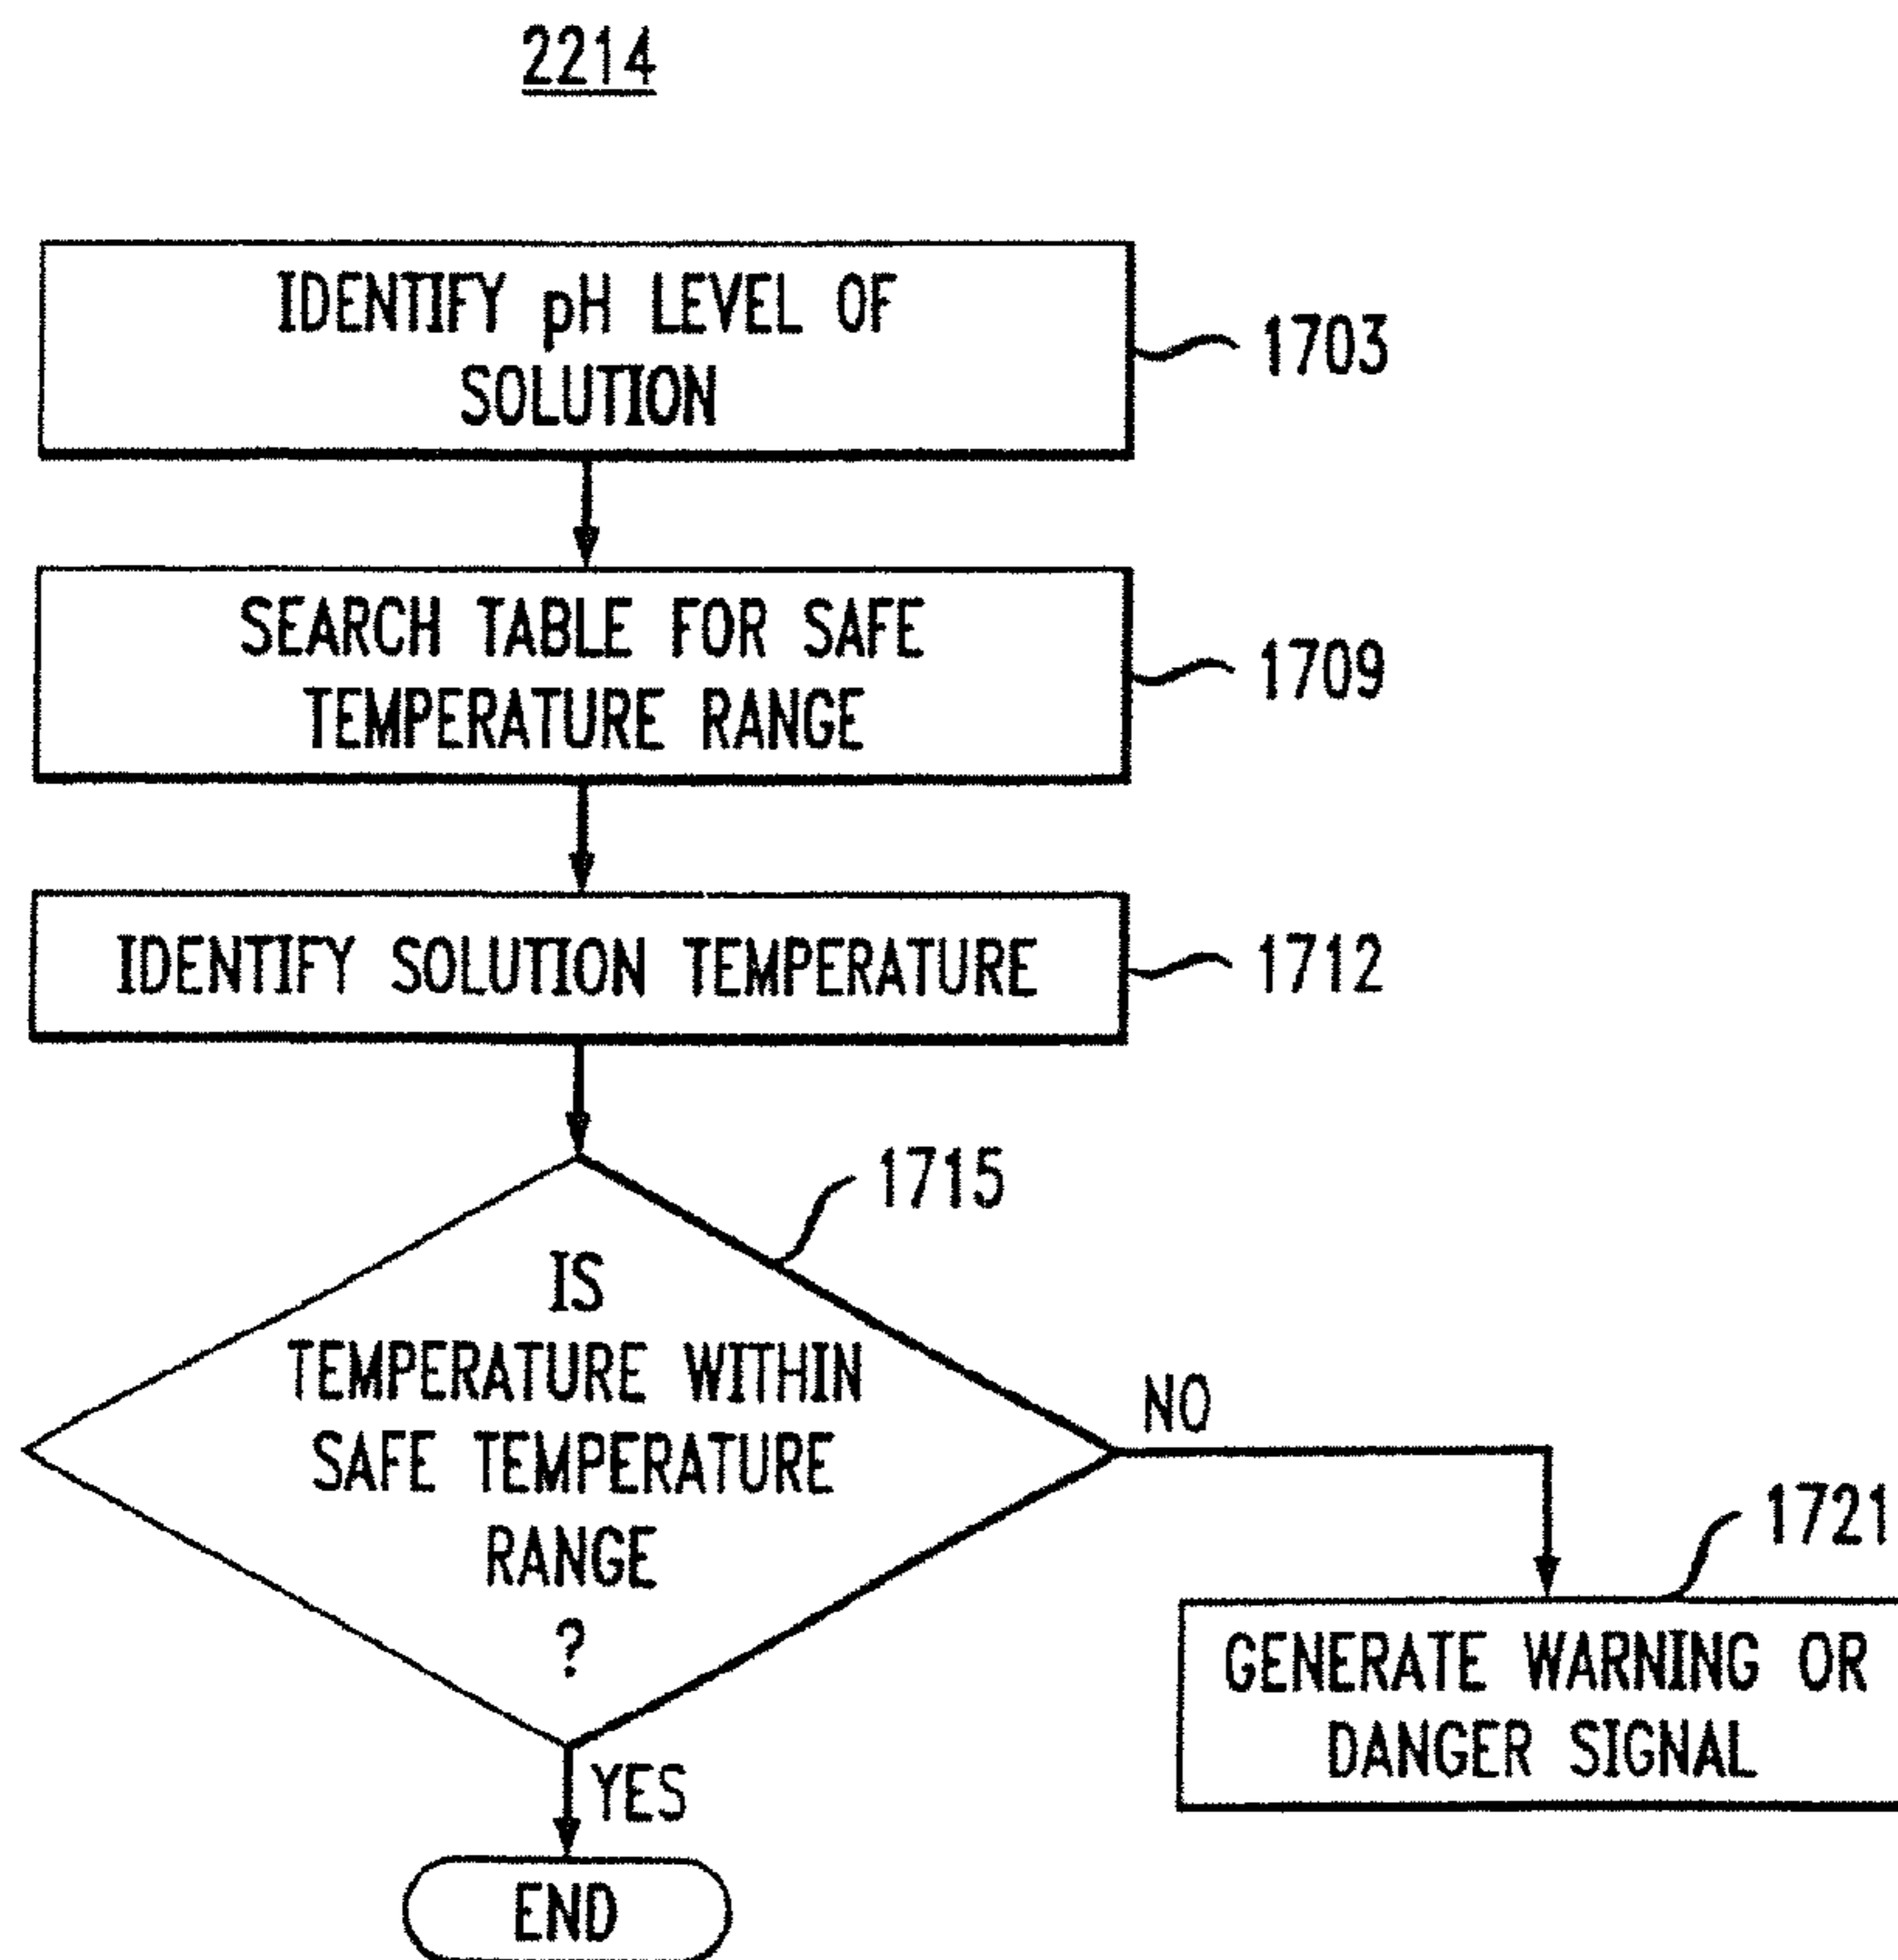 2214
IDENTIFY pH LEVEL OF
SOLUTION
1703
SEARCH TABLE FOR SAFE
TEMPERATURE RANGE
1709
IDENTIFY SOLUTION TEMPERATURE
1712
1715
IS
TEMPERATURE WITHIN
SAFE TEMPERATURE
RANGE
?
NO
1721
GENERATE WARNING OR
DANGER SIGNAL
YES
END